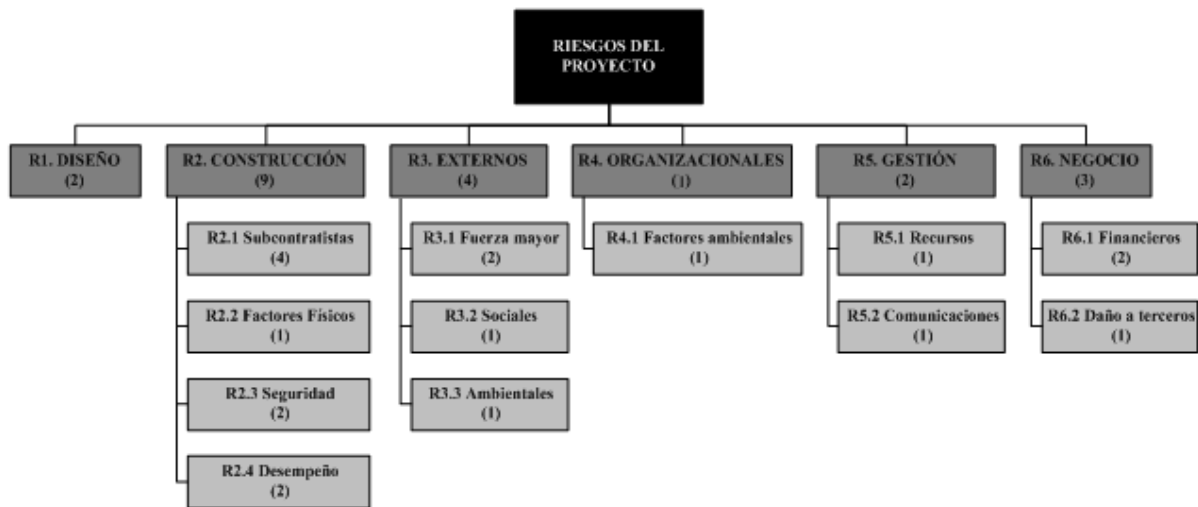 RIESGOS DEL
PROYECTO
R1. DISEÑO
(2)
R2. CONSTRUCCIÓN
(9)
R3. EXTERNOS
(4)
R4. ORGANIZACIONALES
(1)
R5. GESTIÓN
(2)
R6. NEGOCIO
(3)
R2.1 Subcontratistas
(4)
R2.2 Factores Físicos
(1)
R2.3 Seguridad
(2)
R2.4 Desempeño
(2)
R3.1 Fuerza mayor
(2)
R3.2 Sociales
(1)
R3.3 Ambientales
(1)
R4.1 Factores ambientales
(1)
R5.1 Recursos
(1)
R5.2 Comunicaciones
(1)
R6.1 Financieros
(2)
R6.2 Daño a terceros
(1)